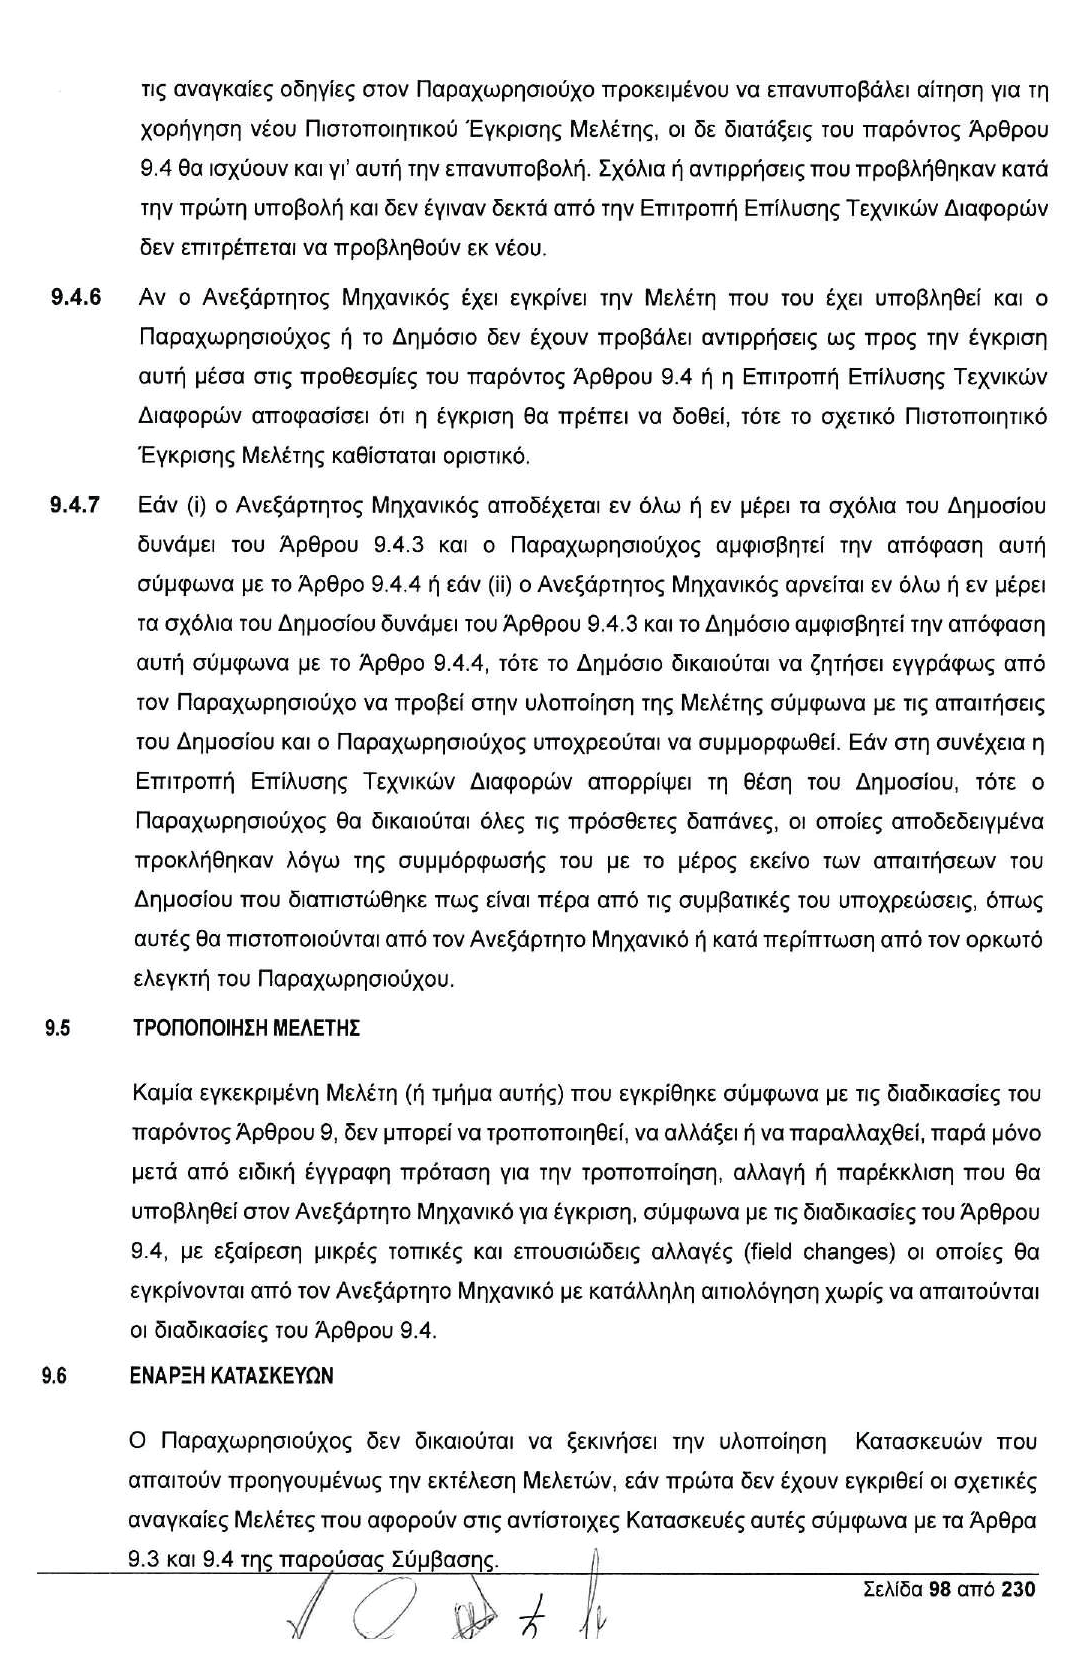 τις αναγκαίες οδηγίες στον Παραχωρησιούχο προκειμένου να επανυποβάλει αίτηση για τη
χορήγηση νέου Πιστοποιητικού Έγκρισης Μελέτης, οι δε διατάξεις του παρόντος Άρθρου
9.4 θα ισχύουν και γι' αυτή την επανυποβολή. Σχόλια ή αντιρρήσεις που προβλήθηκαν κατά
την πρώτη υποβολή και δεν έγιναν δεκτά από την Επιτροπή Επίλυσης Τεχνικών Διαφορών
δεν επιτρέπεται να προβληθούν εκ νέου.
9.4.6 Αν ο Ανεξάρτητος Μηχανικός έχει εγκρίνει την Μελέτη που του έχει υποβληθεί και ο
Παραχωρησιούχος ή το Δημόσιο δεν έχουν προβάλει αντιρρήσεις ως προς την έγκριση
αυτή μέσα στις προθεσμίες του παρόντος Άρθρου 9.4 ή η Επιτροπή Επίλυσης Τεχνικών
Διαφορών αποφασίσει ότι η έγκριση θα πρέπει να δοθεί, τότε το σχετικό Πιστοποιητικό
Έγκρισης Μελέτης καθίσταται οριστικό.
9.4.7 Εάν (i) ο Ανεξάρτητος Μηχανικός αποδέχεται εν όλω ή εν μέρει τα σχόλια του Δημοσίου
δυνάμει του Άρθρου 9.4.3 και ο Παραχωρησιούχος αμφισβητεί την απόφαση αυτή
σύμφωνα με το Άρθρο 9.4.4 ή εάν (ii) ο Ανεξάρτητος Μηχανικός αρνείται εν όλω ή εν μέρει
τα σχόλια του Δημοσίου δυνάμει του Άρθρου 9.4.3 και το Δημόσιο αμφισβητεί την απόφαση
αυτή σύμφωνα με το Άρθρο 9.4.4, τότε το Δημόσιο δικαιούται να ζητήσει εγγράφως από
τον Παραχωρησιούχο να προβεί στην υλοποίηση της Μελέτης σύμφωνα με τις απαιτήσεις
του Δημοσίου και ο Παραχωρησιούχος υποχρεούται να συμμορφωθεί. Εάν στη συνέχεια η
Επιτροπή Επίλυσης Τεχνικών Διαφορών απορρίψει τη θέση του Δημοσίου, τότε ο
Παραχωρησιούχος θα δικαιούται όλες τις πρόσθετες δαπάνες, οι οποίες αποδεδειγμένα
προκλήθηκαν λόγω της συμμόρφωσής του με το μέρος εκείνο των απαιτήσεων του
Δημοσίου που διαπιστώθηκε πως είναι πέρα από τις συμβατικές του υποχρεώσεις, όπως
αυτές θα πιστοποιούνται από τον Ανεξάρτητο Μηχανικό ή κατά περίπτωση από τον ορκωτό
ελεγκτή του Παραχωρησιούχου.
9.5 ΤΡΟΠΟΠΟΙΗΣΗ ΜΕΛΕΤΗΣ
Καμία εγκεκριμένη Μελέτη (ή τμήμα αυτής) που εγκρίθηκε σύμφωνα με τις διαδικασίες του
παρόντος Άρθρου 9, δεν μπορεί να τροποποιηθεί, να αλλάξει ή να παραλλαχθεί, παρά μόνο
μετά από ειδική έγγραφη πρόταση για την τροποποίηση, αλλαγή ή παρέκκλιση που θα
υποβληθεί στον Ανεξάρτητο Μηχανικό για έγκριση, σύμφωνα με τις διαδικασίες του Άρθρου
9.4, με εξαίρεση μικρές τοπικές και επουσιώδεις αλλαγές (field changes) οι οποίες θα
εγκρίνονται από τον Ανεξάρτητο Μηχανικό με κατάλληλη αιτιολόγηση χωρίς να απαιτούνται
οι διαδικασίες του Άρθρου 9.4.
9.6 ΕΝΑΡΞΗ ΚΑΤΑΣΚΕΥΩΝ
Ο Παραχωρησιούχος δεν δικαιούται να ξεκινήσει την υλοποίηση Κατασκευών που
απαιτούν προηγουμένως την εκτέλεση Μελετών, εάν πρώτα δεν έχουν εγκριθεί οι σχετικές
αναγκαίες Μελέτες που αφορούν στις αντίστοιχες Κατασκευές αυτές σύμφωνα με τα Άρθρα
9.3 και 9.4 της παρούσας Σύμβασης.
Σελίδα 98 από 230